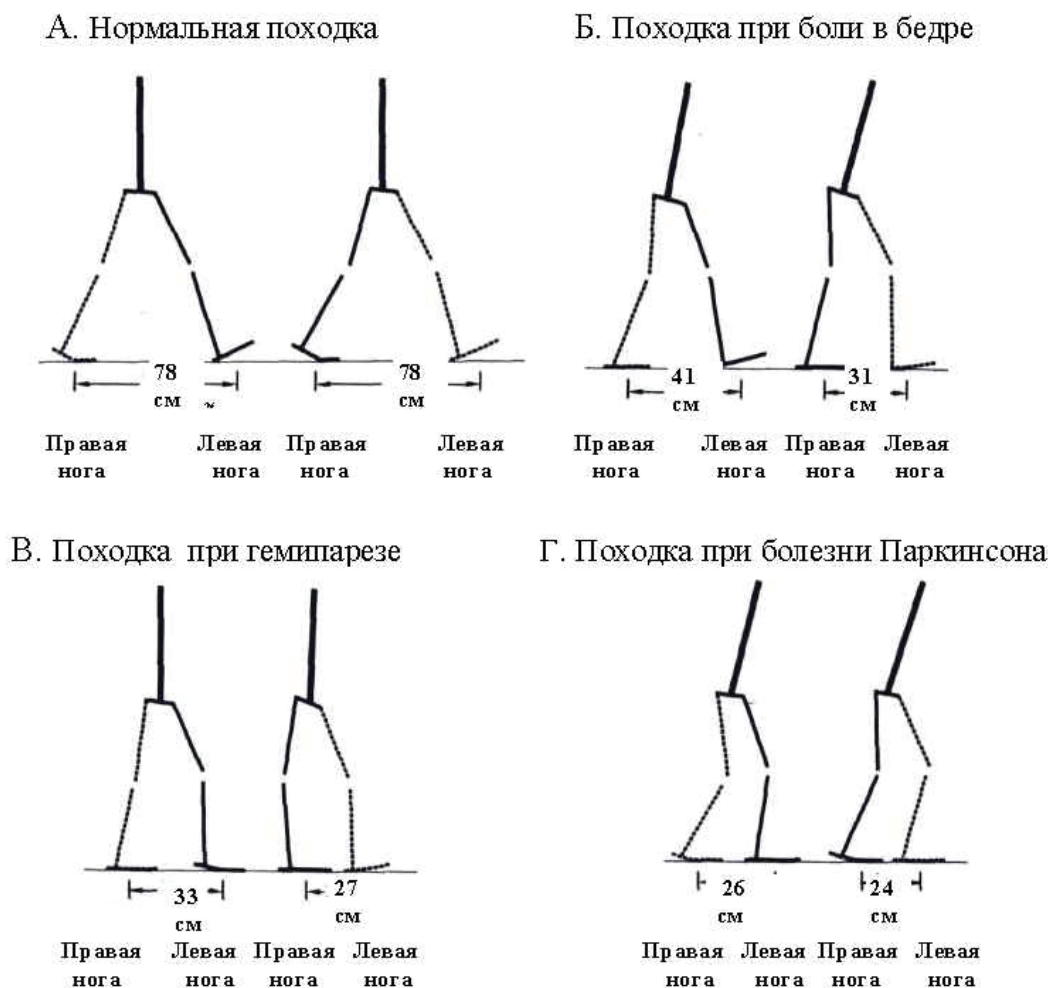 А. Нормальная походка
78
см
78
см
Правая Левая Правая Левая
нога нога нога нога
Б. Походка при боли в бедре
41
см
31
см
Правая Левая Правая Левая
нога нога нога нога
В. Походка при гемипарезе
33
см
27
см
Правая Левая Правая Левая
нога нога нога нога
Г. Походка при болезни Паркинсона
26
см
24
см
Правая Левая Правая Левая
нога нога нога нога